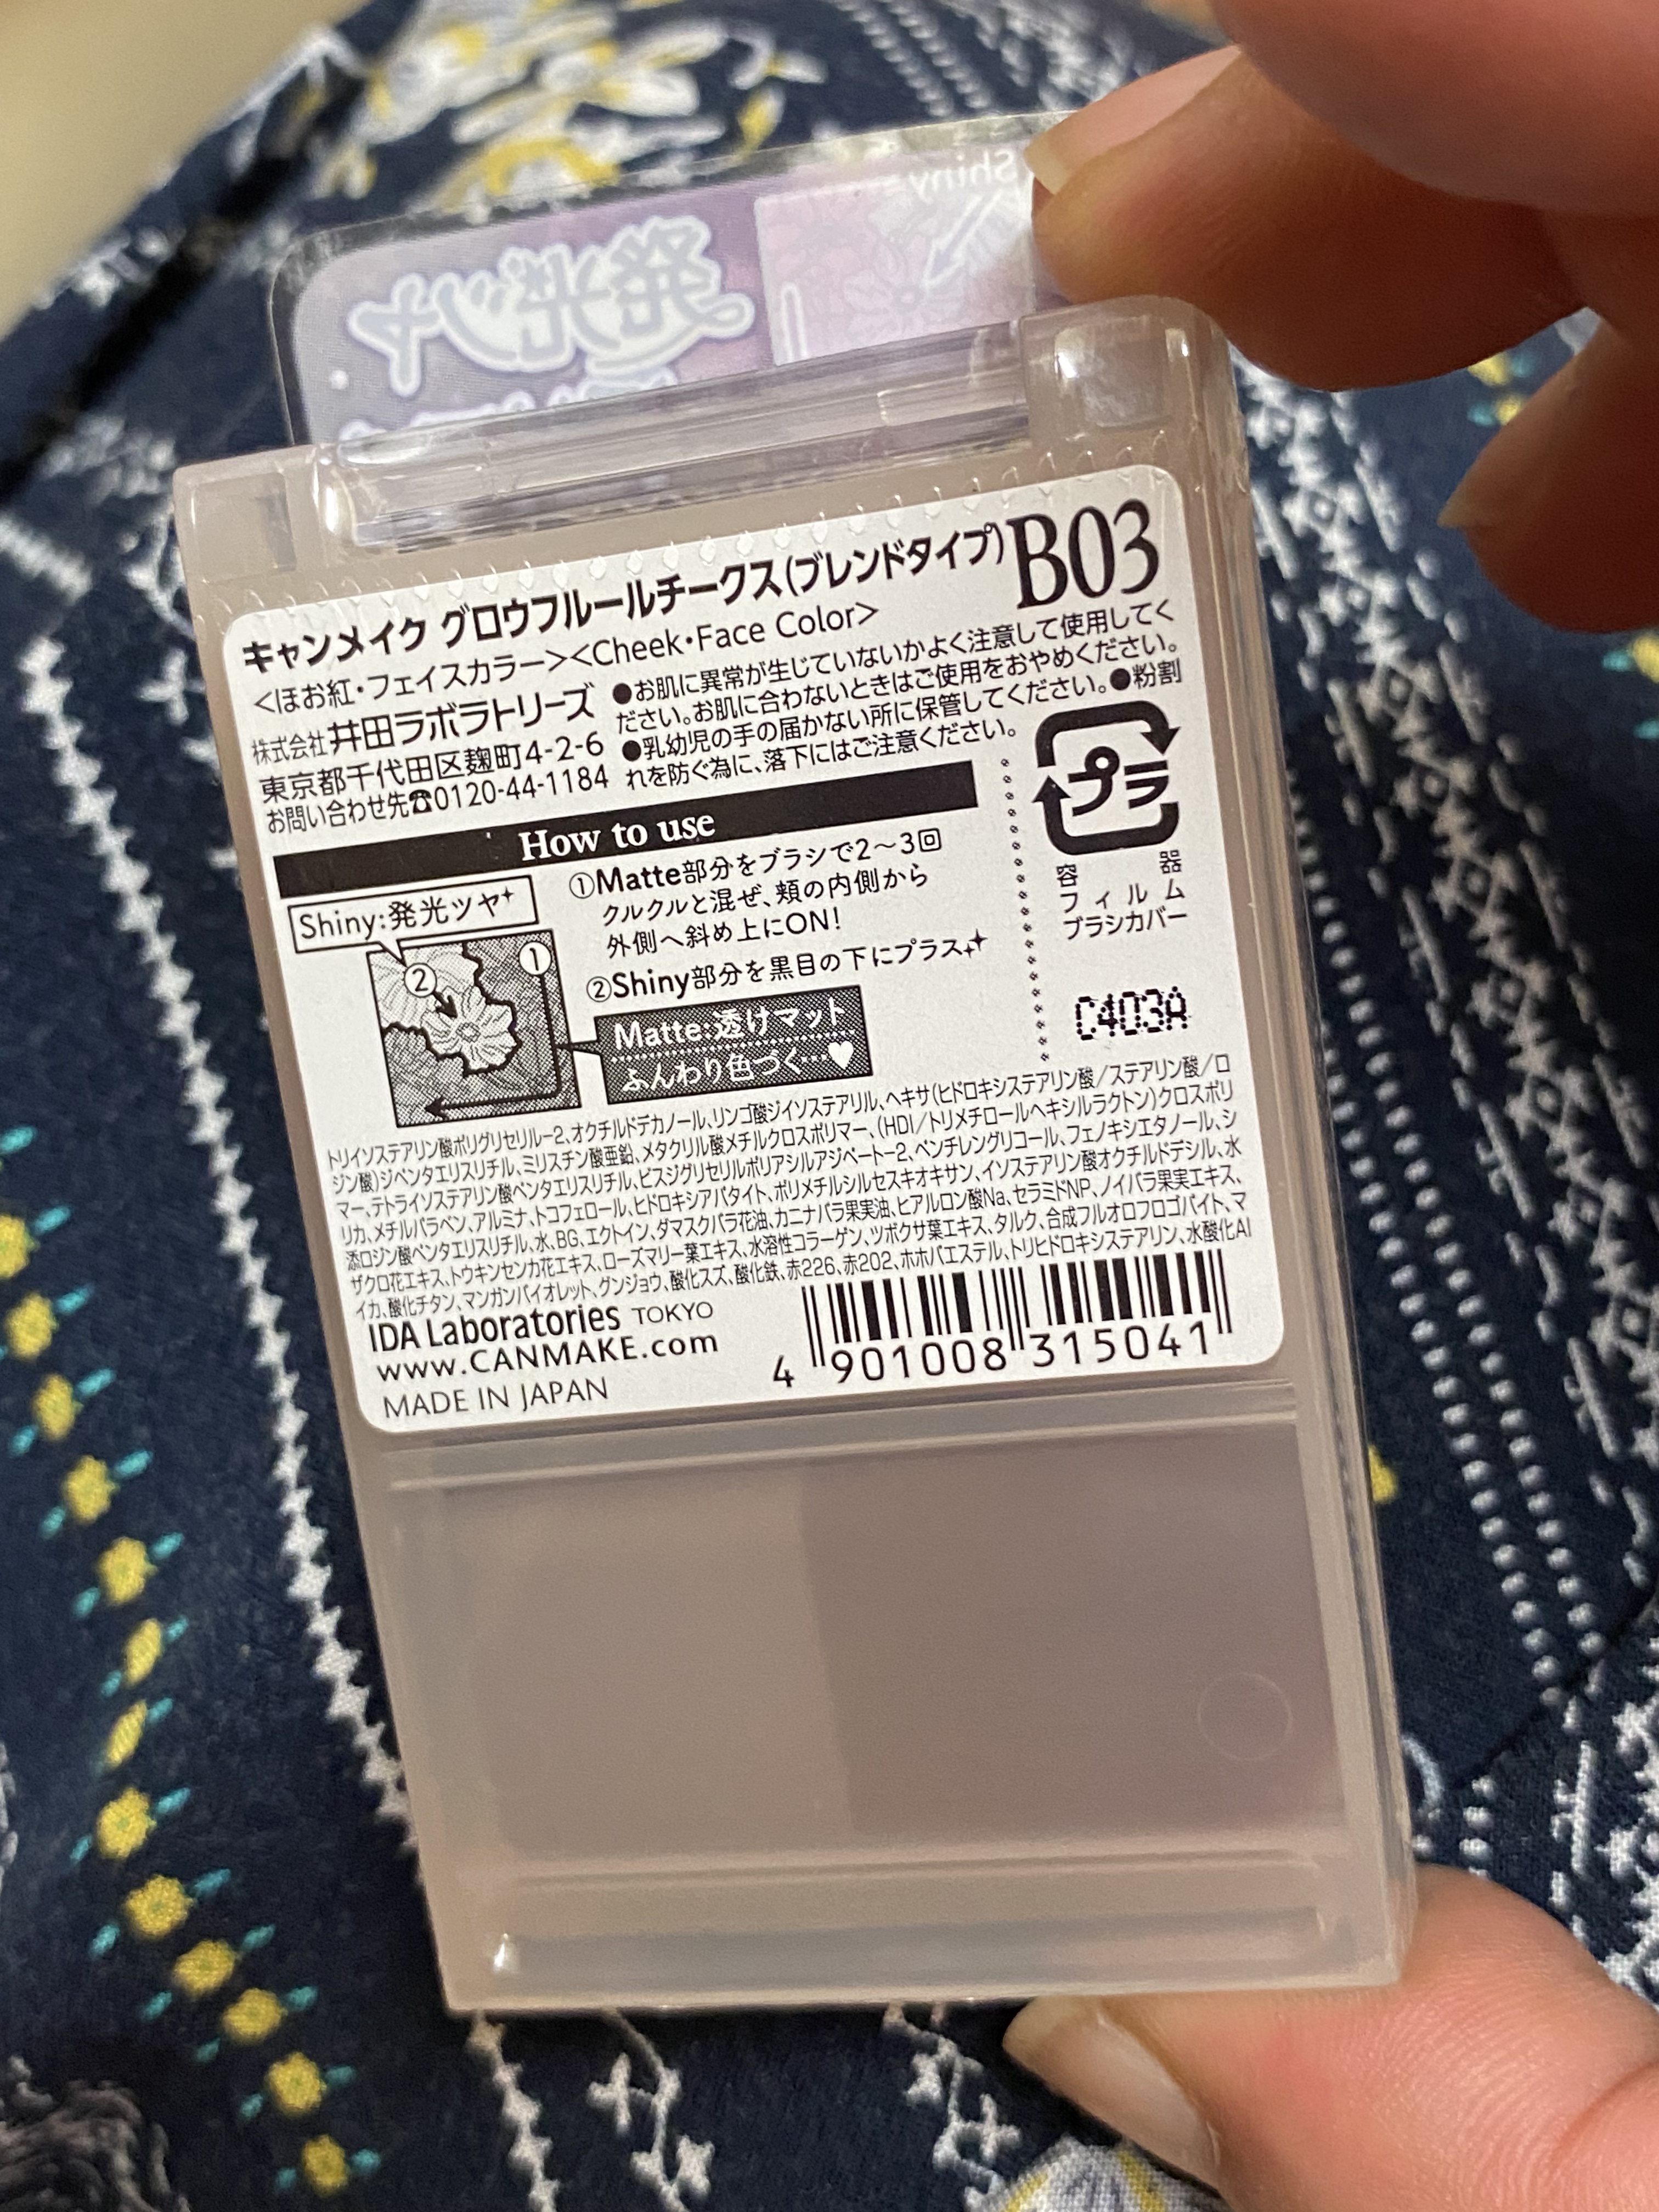 Shiny
発光ツヤ
キャンメイク グロウフルールチークス(ブレンドタイプ) B03
<ほお紅・フェイスカラー><Cheek・Face Color>
株式会社井田ラボラトリーズ
東京都千代田区麹町4-2-6
お問い合わせ先☎0120-44-1184
●お肌に異常が生じていないかよく注意して使用してく
ださい。お肌に合わないときはご使用をおやめください。
●乳幼児の手の届かない所に保管してください。●粉割
れを防ぐ為に、落下にはご注意ください。
プラ
容器
フィルム
ブラシカバー
C403A
How to use
Shiny:発光ツヤ
① ②
①Matte部分をブラシで2〜3回
クルクルと混ぜ、頬の内側から
外側へ斜め上にON!
②Shiny部分を黒目の下にプラス
Matte:透けマット
ふんわり色づく…♥
トリイソステアリン酸ポリグリセリル-2、オクチルドデカノール、リンゴ酸ジイソステアリル、ヘキサ(ヒドロキシステアリン酸/ステアリン酸/ロ
ジン酸)ジペンタエリスリチル、ミリスチン酸亜鉛、メタクリル酸メチルクロスポリマー、(HDI/トリメチロールヘキシルラクトン)クロスポリ
マー、テトライソステアリン酸ペンタエリスリチル、ビスジグリセリルポリアシルアジペート-2、ペンチレングリコール、フェノキシエタノール、シ
リカ、メチルパラベン、アルミナ、トコフェロール、ヒドロキシアパタイト、ポリメチルシルセスキオキサン、イソステアリン酸オクチルドデシル、水
添ロジン酸ペンタエリスリチル、水、BG、エクトイン、ダマスクバラ花油、カニナバラ果実油、ヒアルロン酸Na、セラミドNP、ノイバラ果実エキス、
ザクロ花エキス、トウキンセンカ花エキス、ローズマリー葉エキス、水溶性コラーゲン、ツボクサ葉エキス、タルク、合成フルオロフロゴパイト、マ
イカ、酸化チタン、マンガンバイオレット、グンジョウ、酸化スズ、酸化鉄、赤226、赤202、ホホバエステル、トリヒドロキシステアリン、水酸化Al
IDA Laboratories TOKYO
www.CANMAKE.com
MADE IN JAPAN
4 901008 315041